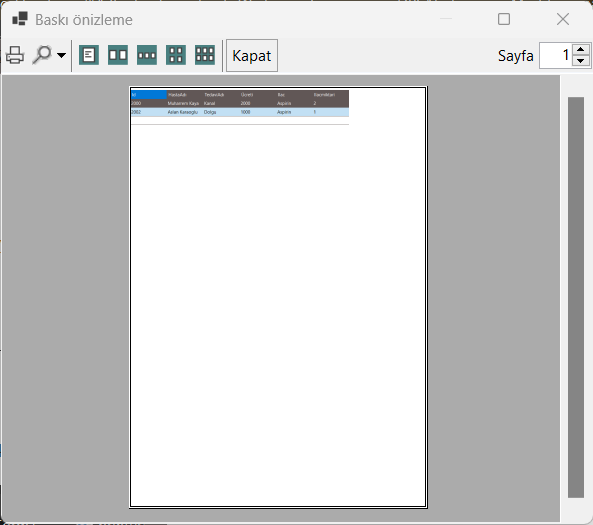 Baskı önizleme
Kapat
Sayfa 1
Id HastaAdı TedaviAdı Ücreti İlac İlacmiktarı
2000 Muharrem Kaya Kanal 2000 Aspirin 2
2002 Aslan Karaoglu Dolgu 1000 Aspirin 1